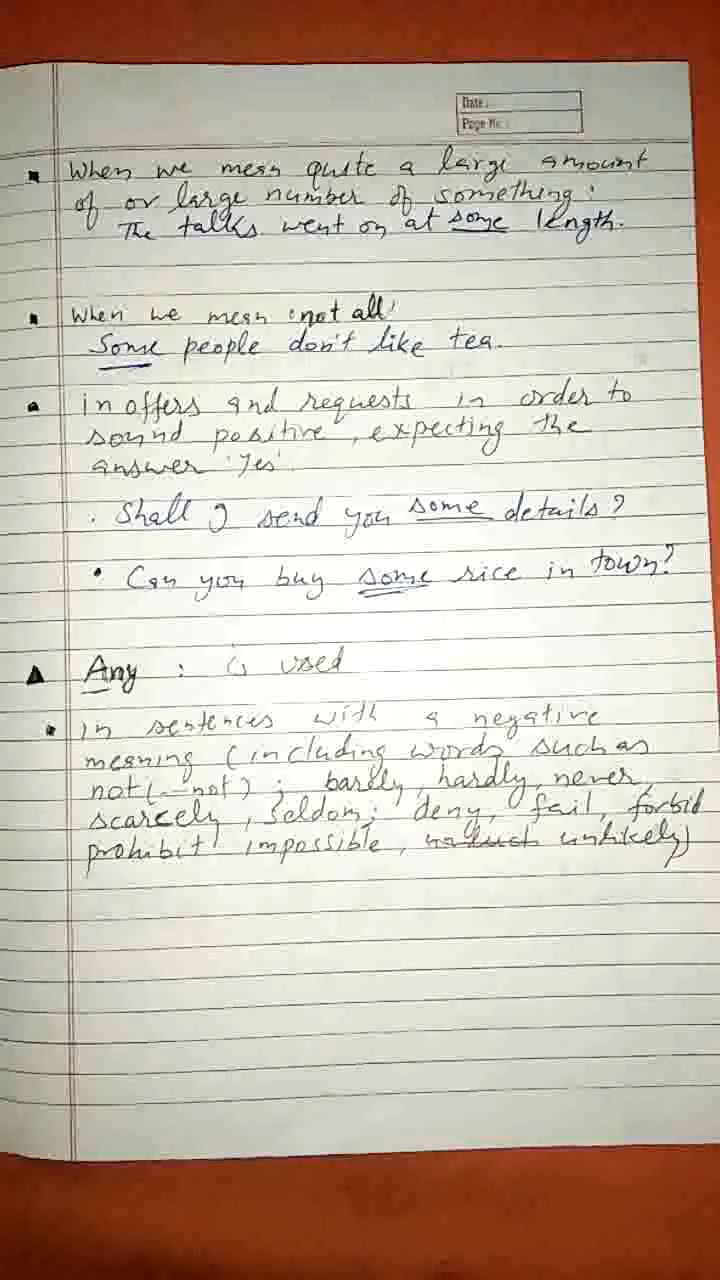 Date :
Page No :
When we mean quite a large amount
of or large number of something:
The talks went on at some length.
When we mean 'not all'
Some people don't like tea.
in offers and requests in order to
sound positive, expecting the
answer 'Yes'.
. Shall I send you some details?
• Can you buy some rice in town?
Any : is used
in sentences with a negative
meaning (including words such as
not (—not) ; barely, hardly, never,
scarcely, seldom; deny, fail, forbid
prohibit impossible, unlikely)